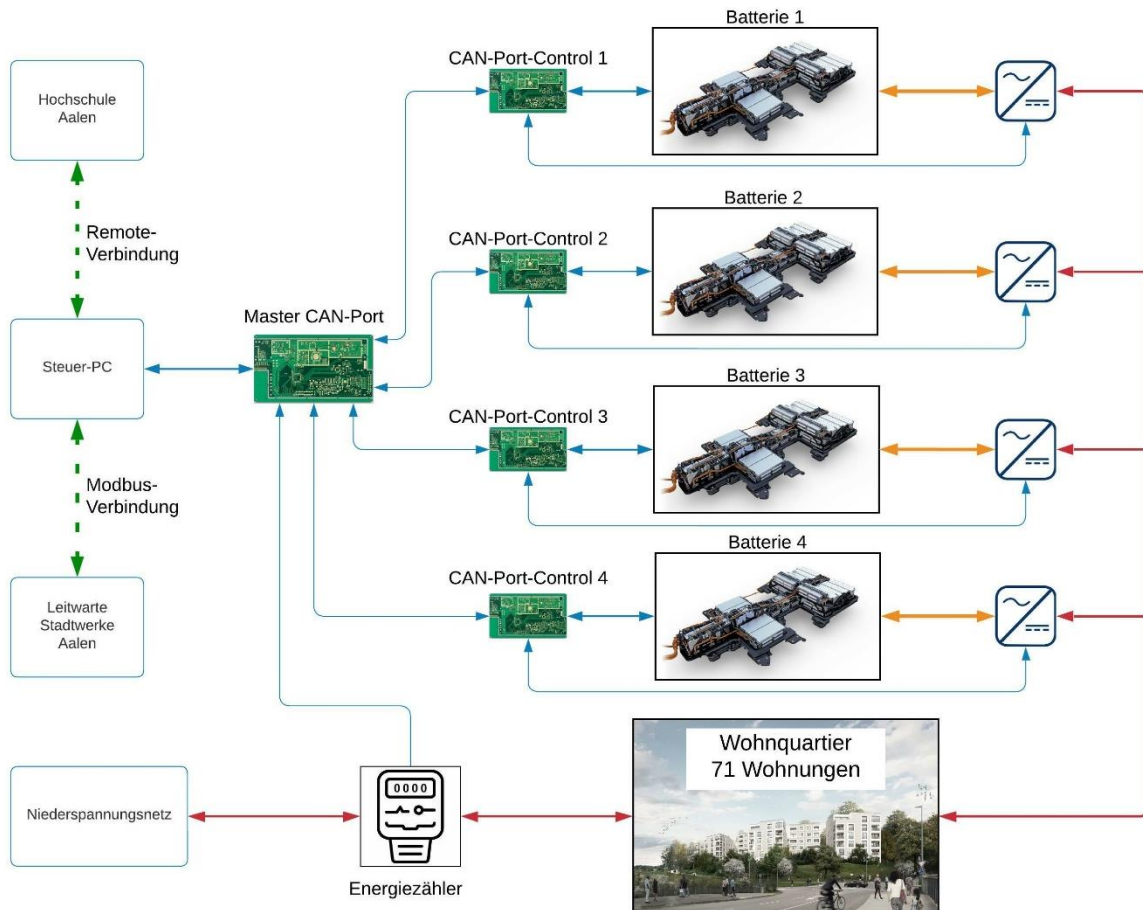 Hochschule
Aalen
Remote-
Verbindung
Steuer-PC
Modbus-
Verbindung
Leitwarte
Stadtwerke
Aalen
Master CAN-Port
CAN-Port-Control 1
Batterie 1
CAN-Port-Control 2
Batterie 2
CAN-Port-Control 3
Batterie 3
CAN-Port-Control 4
Batterie 4
Niederspannungsnetz
0000
Energiezähler
Wohnquartier
71 Wohnungen